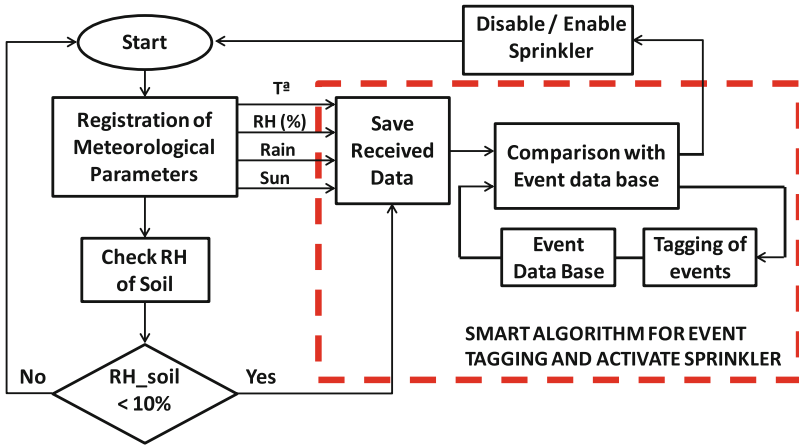 Start
Disable / Enable
Sprinkler
Registration of
Meteorological
Parameters
Tª
RH (%)
Rain
Sun
Save
Received
Data
Comparison with
Event data base
Check RH
of Soil
Event
Data Base
Tagging of
events
SMART ALGORITHM FOR EVENT
TAGGING AND ACTIVATE SPRINKLER
No
RH_soil
< 10%
Yes